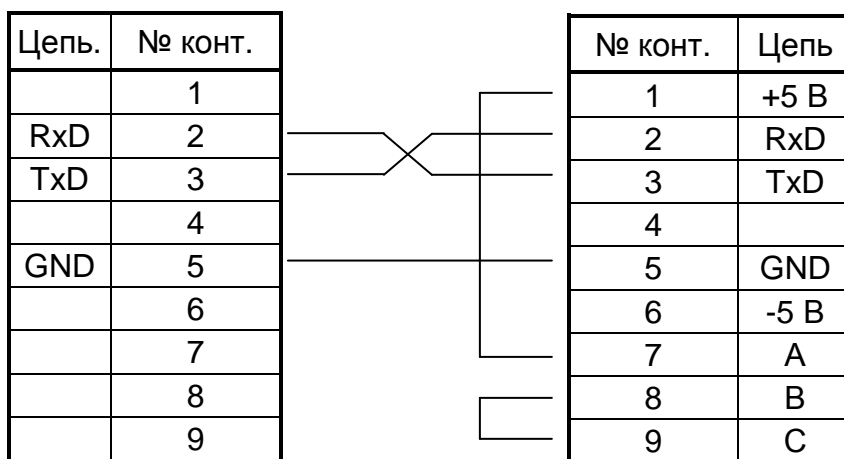 Цепь. № конт.
1
RxD 2
TxD 3
4
GND 5
6
7
8
9
№ конт. Цепь
1 +5 В
2 RxD
3 TxD
4
5 GND
6 -5 В
7 А
8 В
9 С